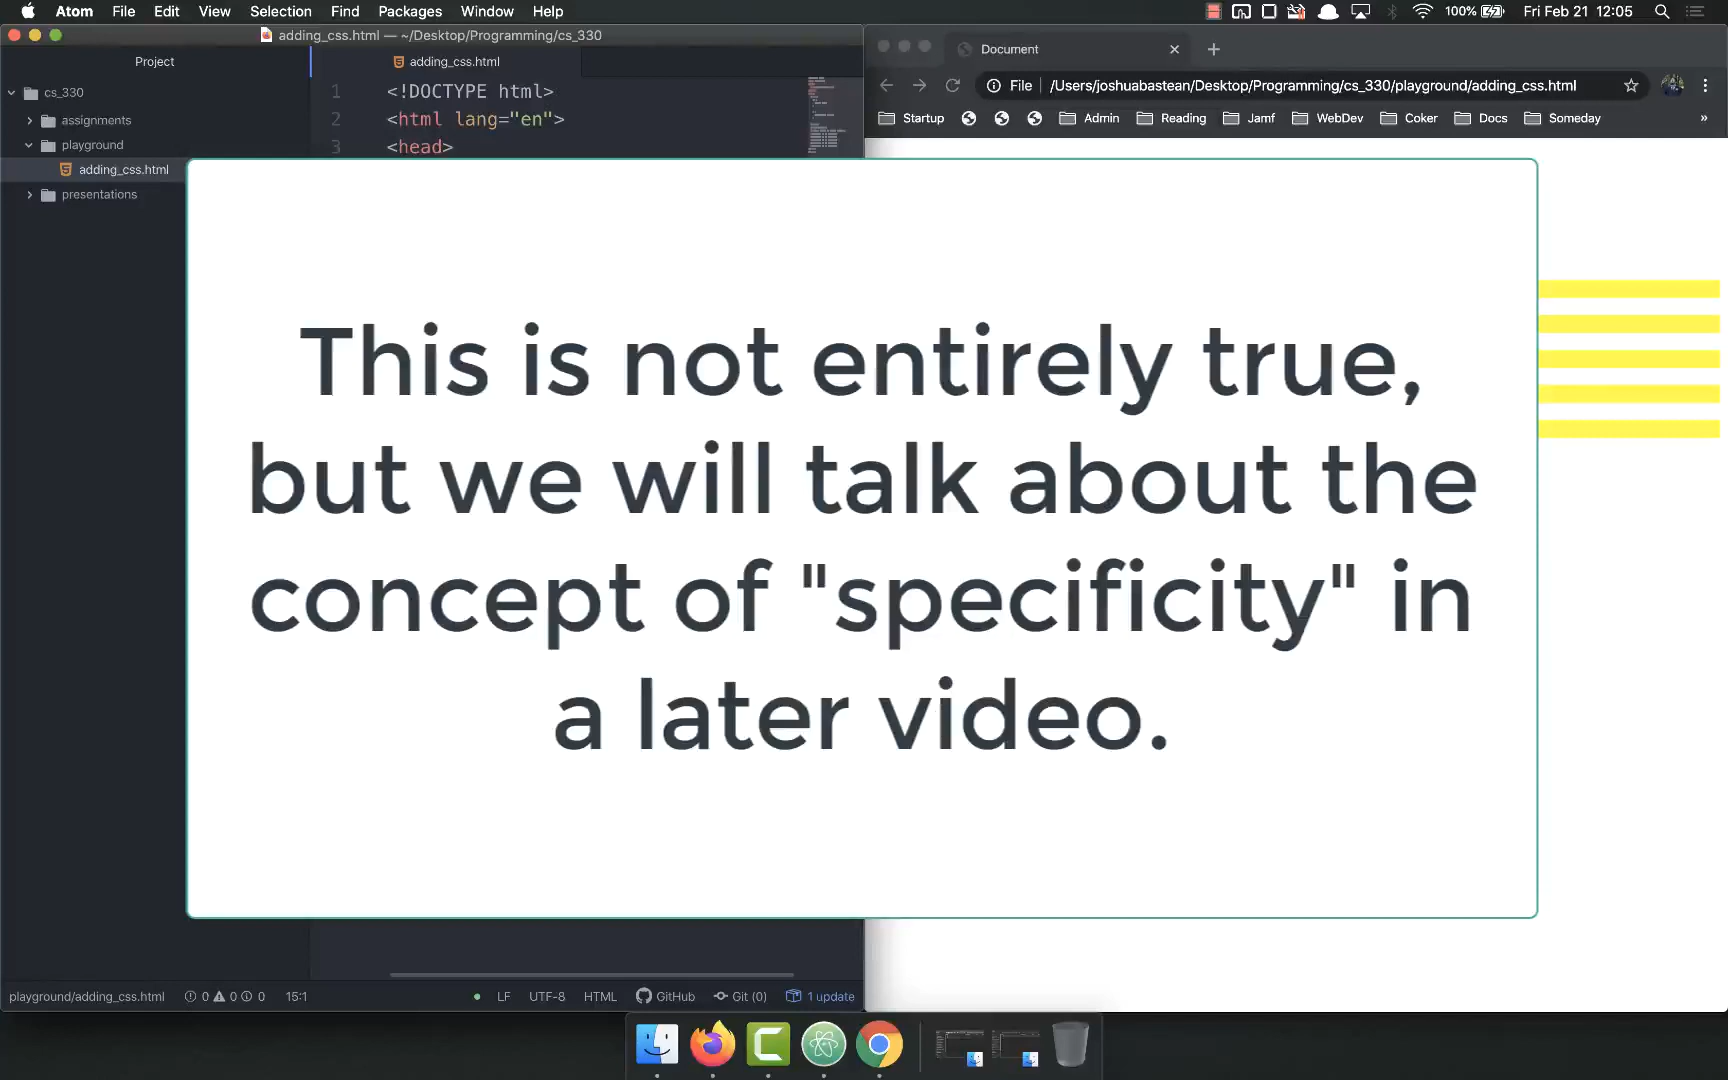 Atom File Edit View Selection Find Packages Window Help 100% Fri Feb 21 12:05
adding_css.html — ~/Desktop/Programming/cs_330
Project
adding_css.html
cs_330
assignments
playground
adding_css.html
presentations
1 <!DOCTYPE html>
2 <html lang="en">
3 <head>
Document
File /Users/joshuabastean/Desktop/Programming/cs_330/playground/adding_css.html
Startup Admin Reading Jamf WebDev Coker Docs Someday »
This is not entirely true,
but we will talk about the
concept of "specificity" in
a later video.
playground/adding_css.html 0 0 0 15:1 LF UTF-8 HTML GitHub Git (0) 1 update